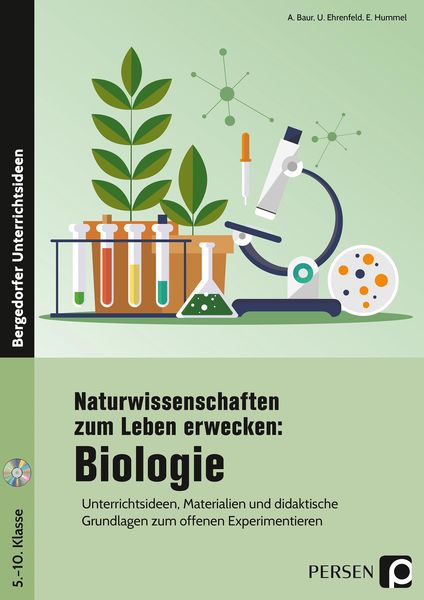 A. Baur, U. Ehrenfeld, E. Hummel
Bergedorfer Unterrichtsideen
Naturwissenschaften
zum Leben erwecken:
Biologie
Unterrichtsideen, Materialien und didaktische
Grundlagen zum offenen Experimentieren
5.–10. Klasse
PERSEN